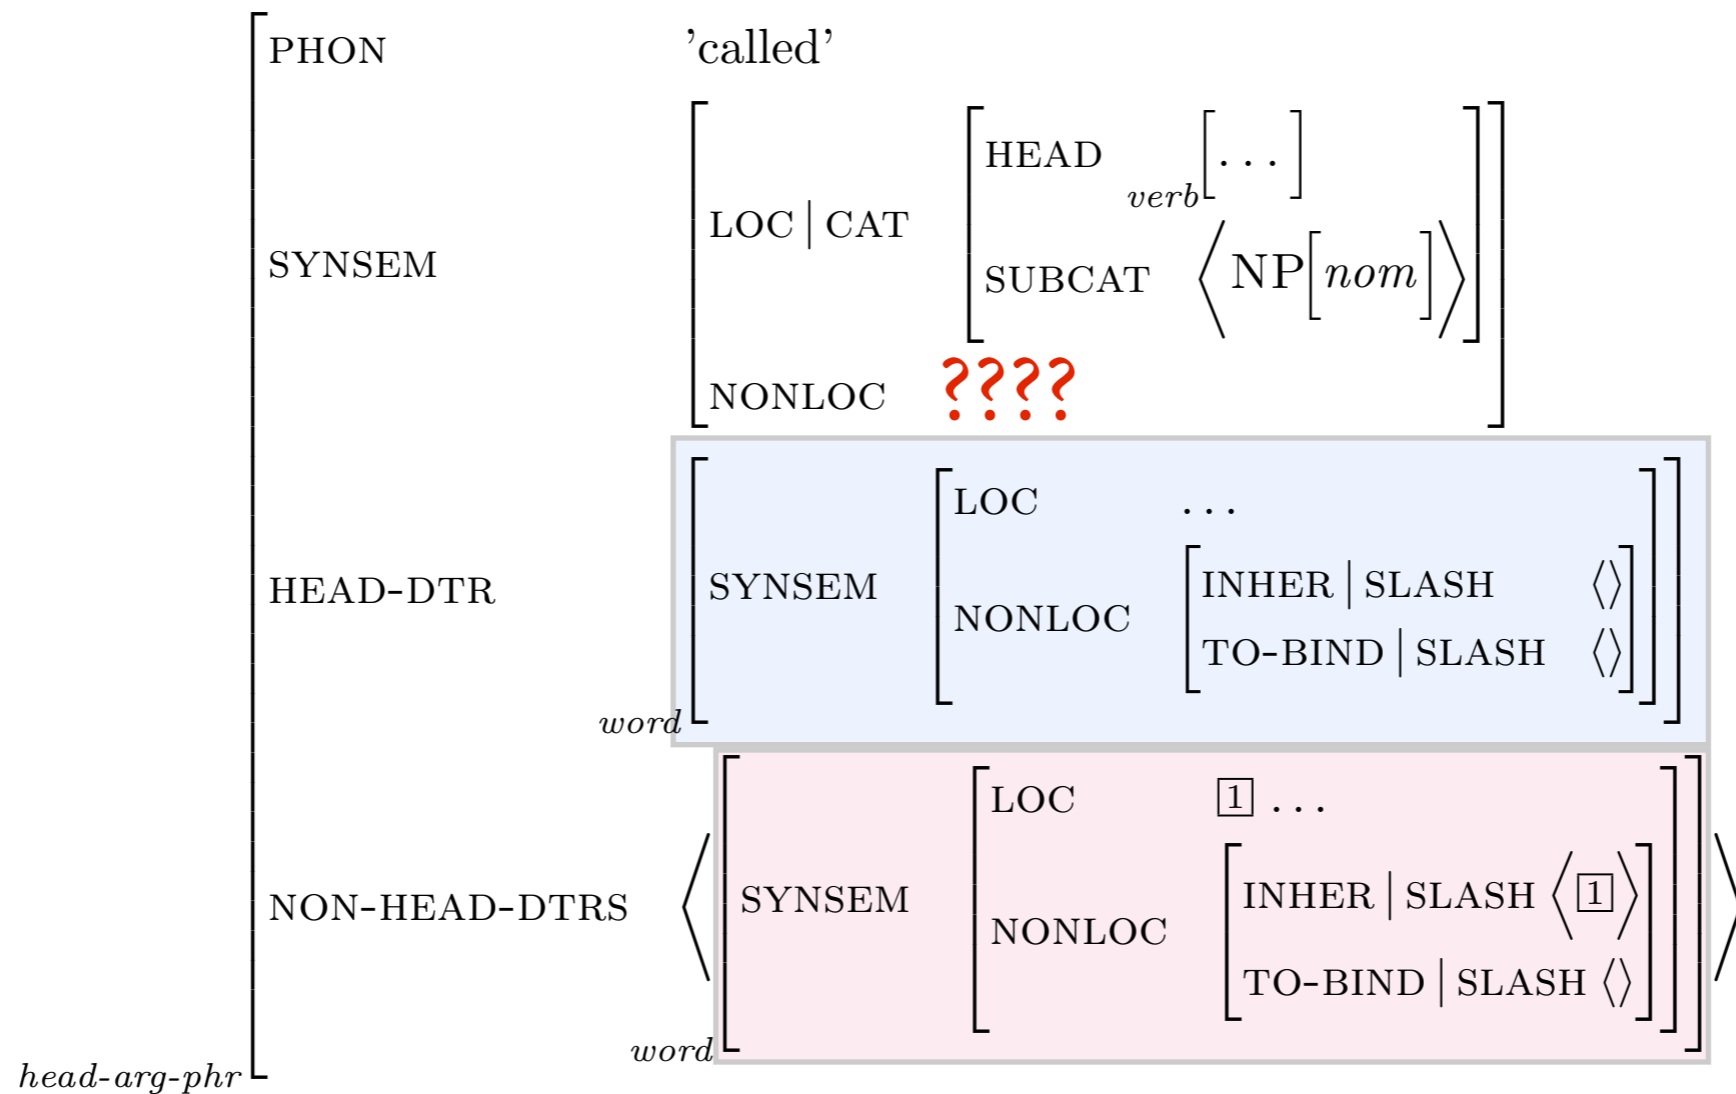 PHON ’called’
HEAD verb[...]
LOC | CAT
SYNSEM
SUBCAT ⟨NP[nom]⟩
NONLOC ????
LOC ...
INHER | SLASH ⟨⟩
HEAD-DTR SYNSEM
NONLOC
TO-BIND | SLASH ⟨⟩
word
LOC [1] ...
INHER | SLASH ⟨[1]⟩
NON-HEAD-DTRS ⟨ SYNSEM ⟩
NONLOC
TO-BIND | SLASH ⟨⟩
word
head-arg-phr